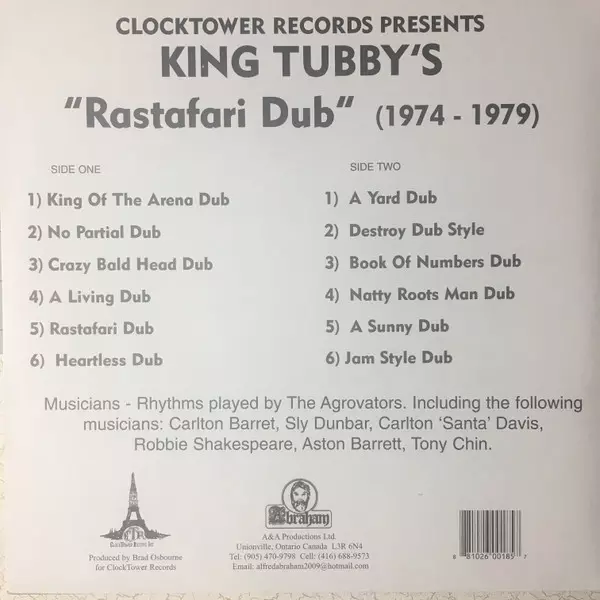 CLOCKTOWER RECORDS PRESENTS
KING TUBBY'S
"Rastafari Dub" (1974 - 1979)
SIDE ONE
1) King Of The Arena Dub
2) No Partial Dub
3) Crazy Bald Head Dub
4) A Living Dub
5) Rastafari Dub
6) Heartless Dub
SIDE TWO
1) A Yard Dub
2) Destroy Dub Style
3) Book Of Numbers Dub
4) Natty Roots Man Dub
5) A Sunny Dub
6) Jam Style Dub
Musicians - Rhythms played by The Agrovators. Including the following
musicians: Carlton Barret, Sly Dunbar, Carlton 'Santa' Davis,
Robbie Shakespeare, Aston Barrett, Tony Chin.
Produced by Brad Osbourne
for ClockTower Records
Abraham
A&A Productions Ltd.
Unionville, Ontario Canada L3R 6N4
Tel: (905) 470-9798 Cell: (416) 688-9573
Email: alfredabraham2009@hotmail.com
8 81026 00185 7